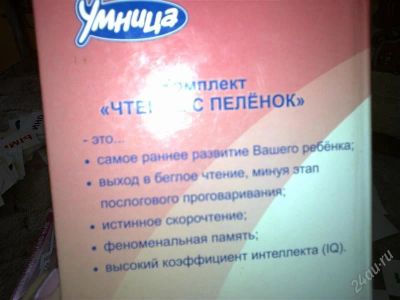 Умница
комплект
«ЧТЕНИЕ С ПЕЛЁНОК»
- это...
• самое раннее развитие Вашего ребёнка;
• выход в беглое чтение, минуя этап
послогового проговаривания;
• истинное скорочтение;
• феноменальная память;
• высокий коэффициент интеллекта (IQ).
24au.ru